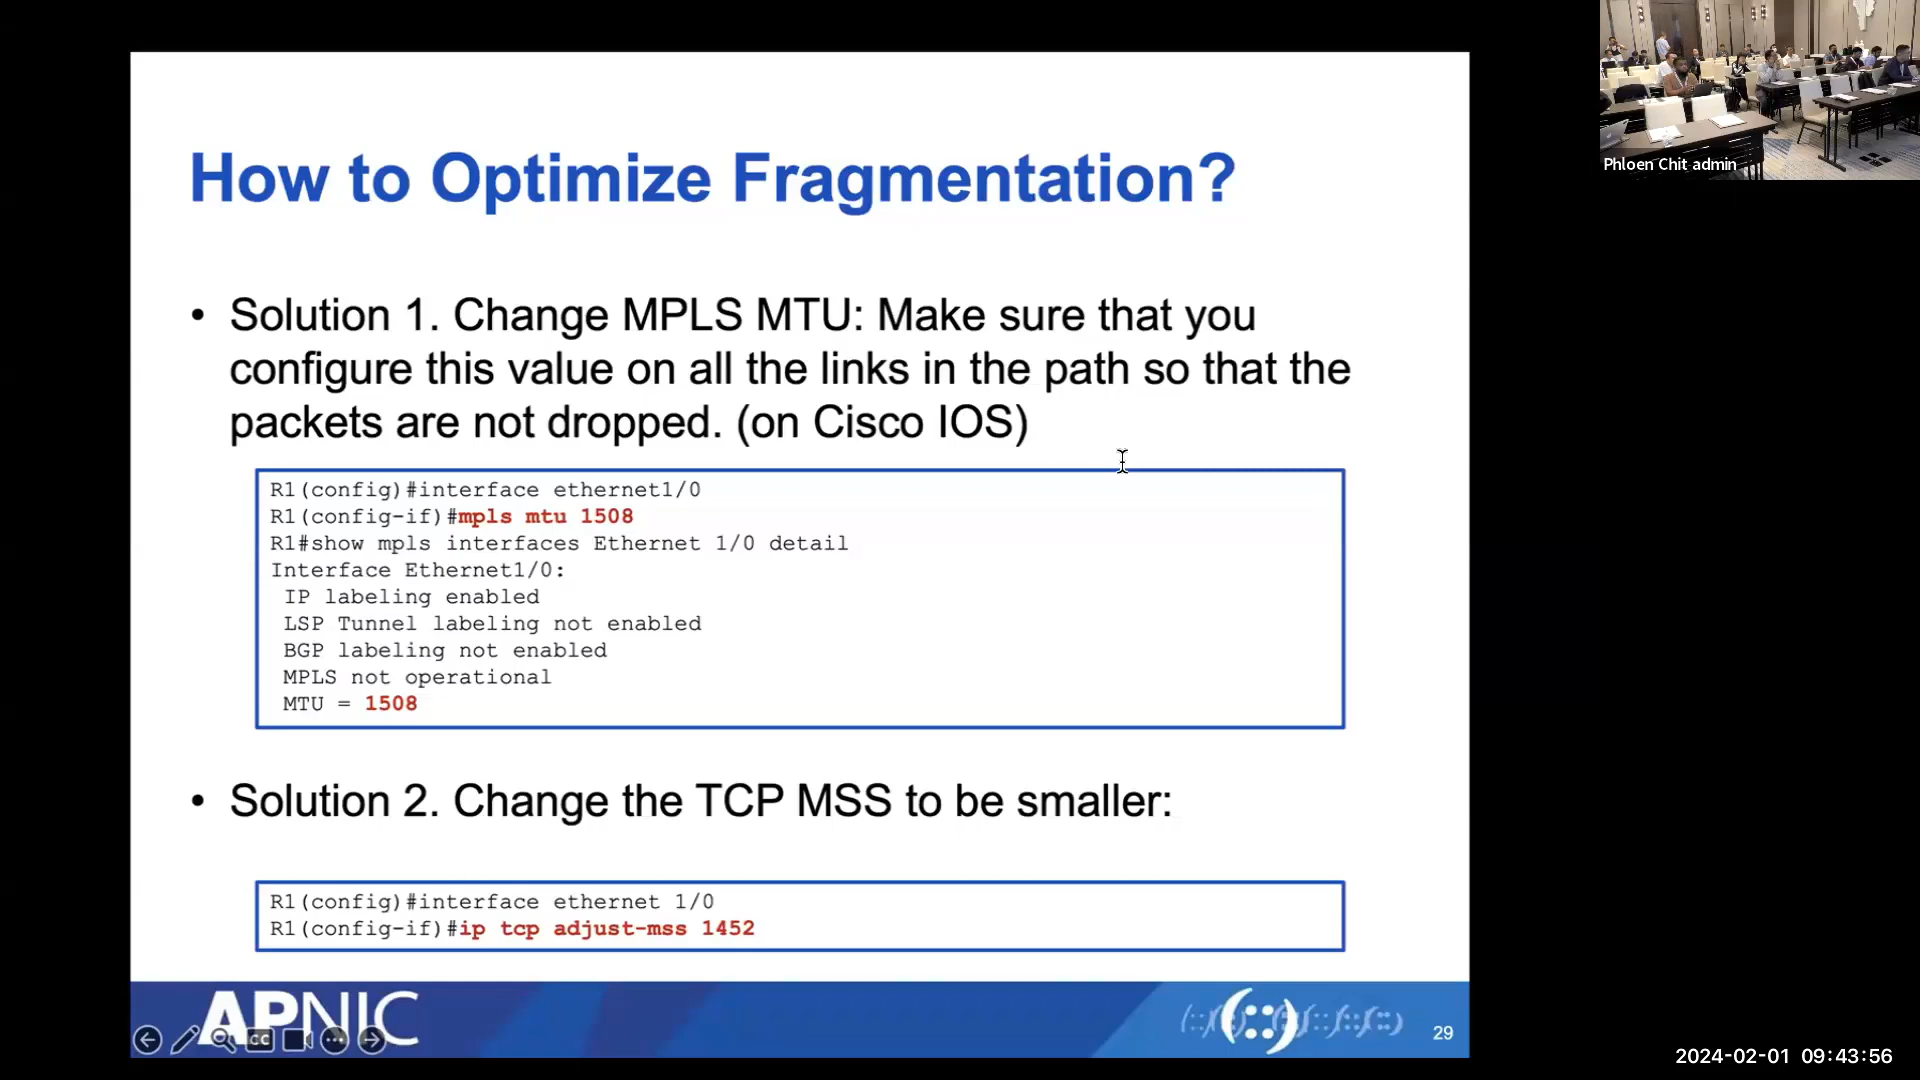 How to Optimize Fragmentation?
• Solution 1. Change MPLS MTU: Make sure that you
configure this value on all the links in the path so that the
packets are not dropped. (on Cisco IOS)
R1(config)#interface ethernet1/0
R1(config-if)#mpls mtu 1508
R1#show mpls interfaces Ethernet 1/0 detail
Interface Ethernet1/0:
IP labeling enabled
LSP Tunnel labeling not enabled
BGP labeling not enabled
MPLS not operational
MTU = 1508
• Solution 2. Change the TCP MSS to be smaller:
R1(config)#interface ethernet 1/0
R1(config-if)#ip tcp adjust-mss 1452
APNIC
CC
29
Phloen Chit admin
2024-02-01 09:43:56